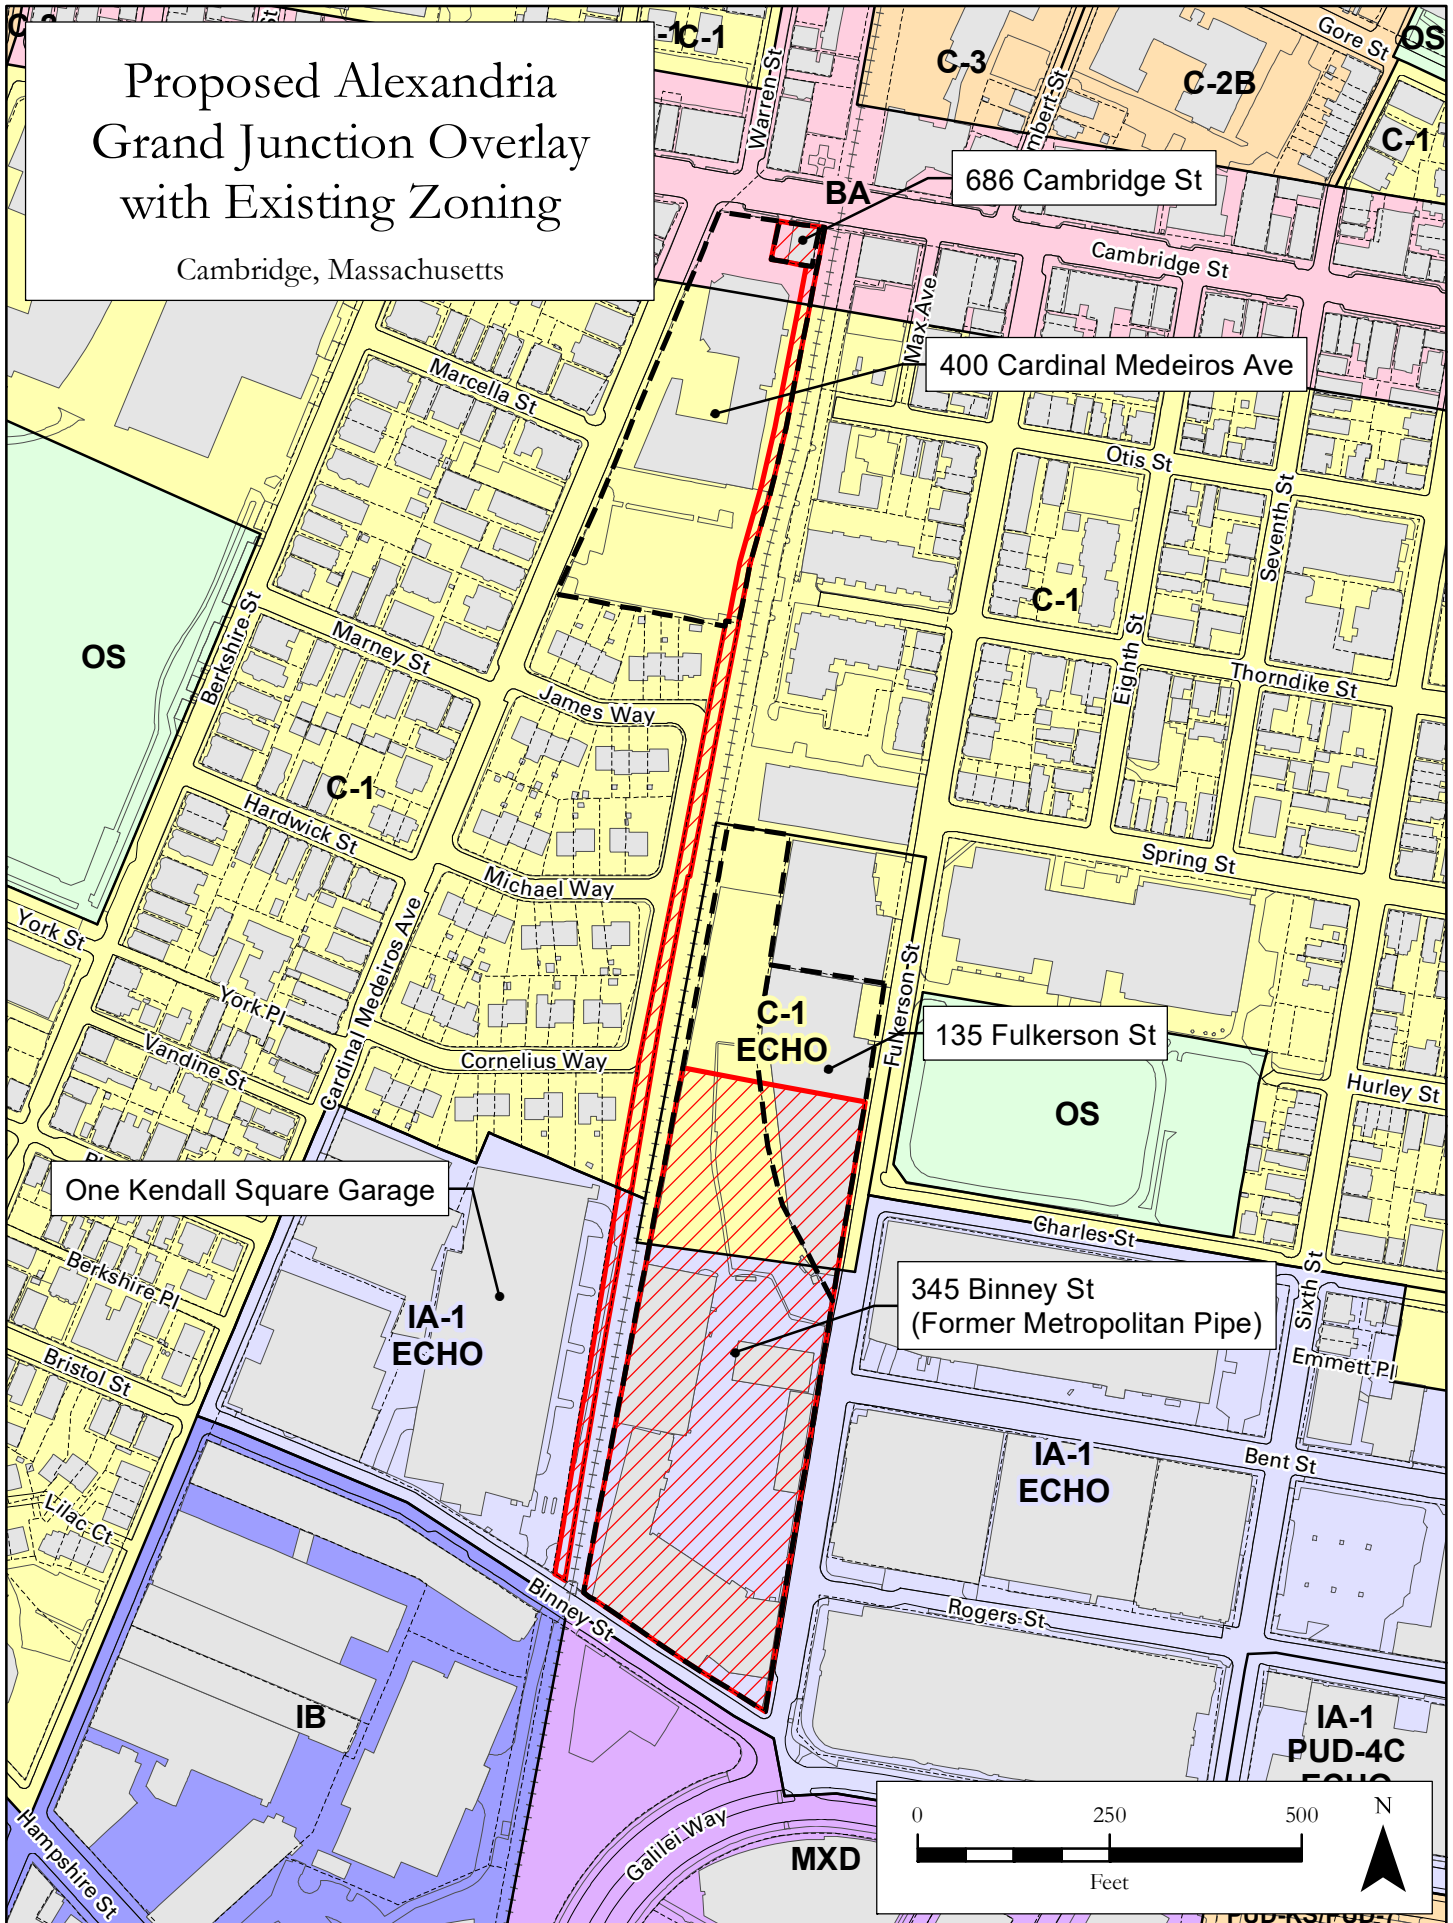 Proposed Alexandria
Grand Junction Overlay
with Existing Zoning
Cambridge, Massachusetts
C-1
Warren St
C-3
C-2B
Gore St
OS
C-1
BA
686 Cambridge St
Cambridge St
Max Ave
400 Cardinal Medeiros Ave
Marcella St
Otis St
Seventh St
C-1
Eighth St
Thorndike St
OS
Berkshire St
Marney St
James Way
C-1
Hardwick St
Michael Way
Spring St
York St
Cardinal Medeiros Ave
York Pl
Vandine St
Cornelius Way
C-1
ECHO
Fulkerson St
135 Fulkerson St
OS
Hurley St
One Kendall Square Garage
Charles St
Berkshire Pl
IA-1
ECHO
345 Binney St
(Former Metropolitan Pipe)
Sixth St
Emmett Pl
Bristol St
IA-1
ECHO
Bent St
Lilac Ct
Binney St
Rogers St
IB
IA-1
PUD-4C
ECHO
Hampshire St
Galilei Way
MXD
0 250 500
Feet
N